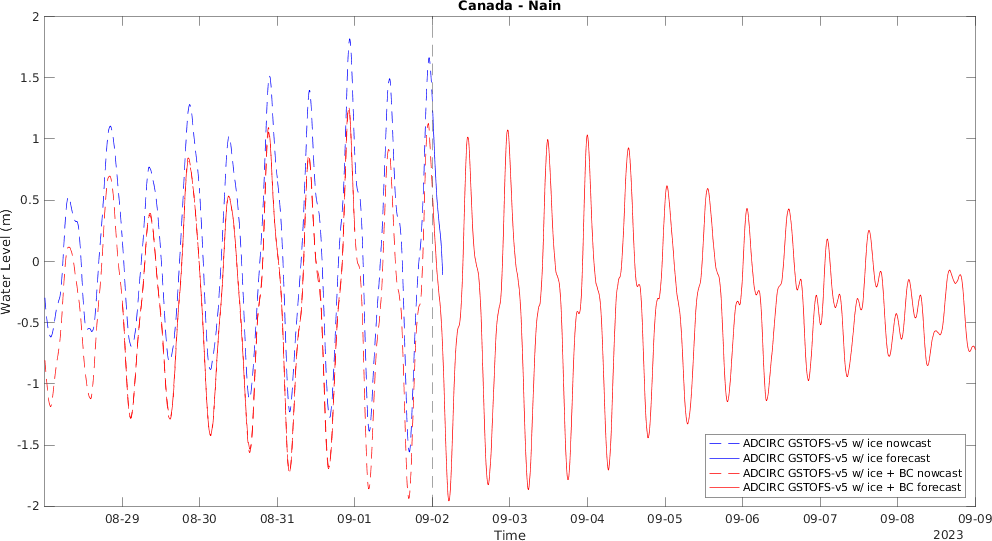 Canada - Nain
Water Level (m)
2
1.5
1
0.5
0
-0.5
-1
-1.5
-2
ADCIRC GSTOFS-v5 w/ ice nowcast
ADCIRC GSTOFS-v5 w/ ice forecast
ADCIRC GSTOFS-v5 w/ ice + BC nowcast
ADCIRC GSTOFS-v5 w/ ice + BC forecast
08-29 08-30 08-31 09-01 09-02 09-03 09-04 09-05 09-06 09-07 09-08 09-09
Time
2023